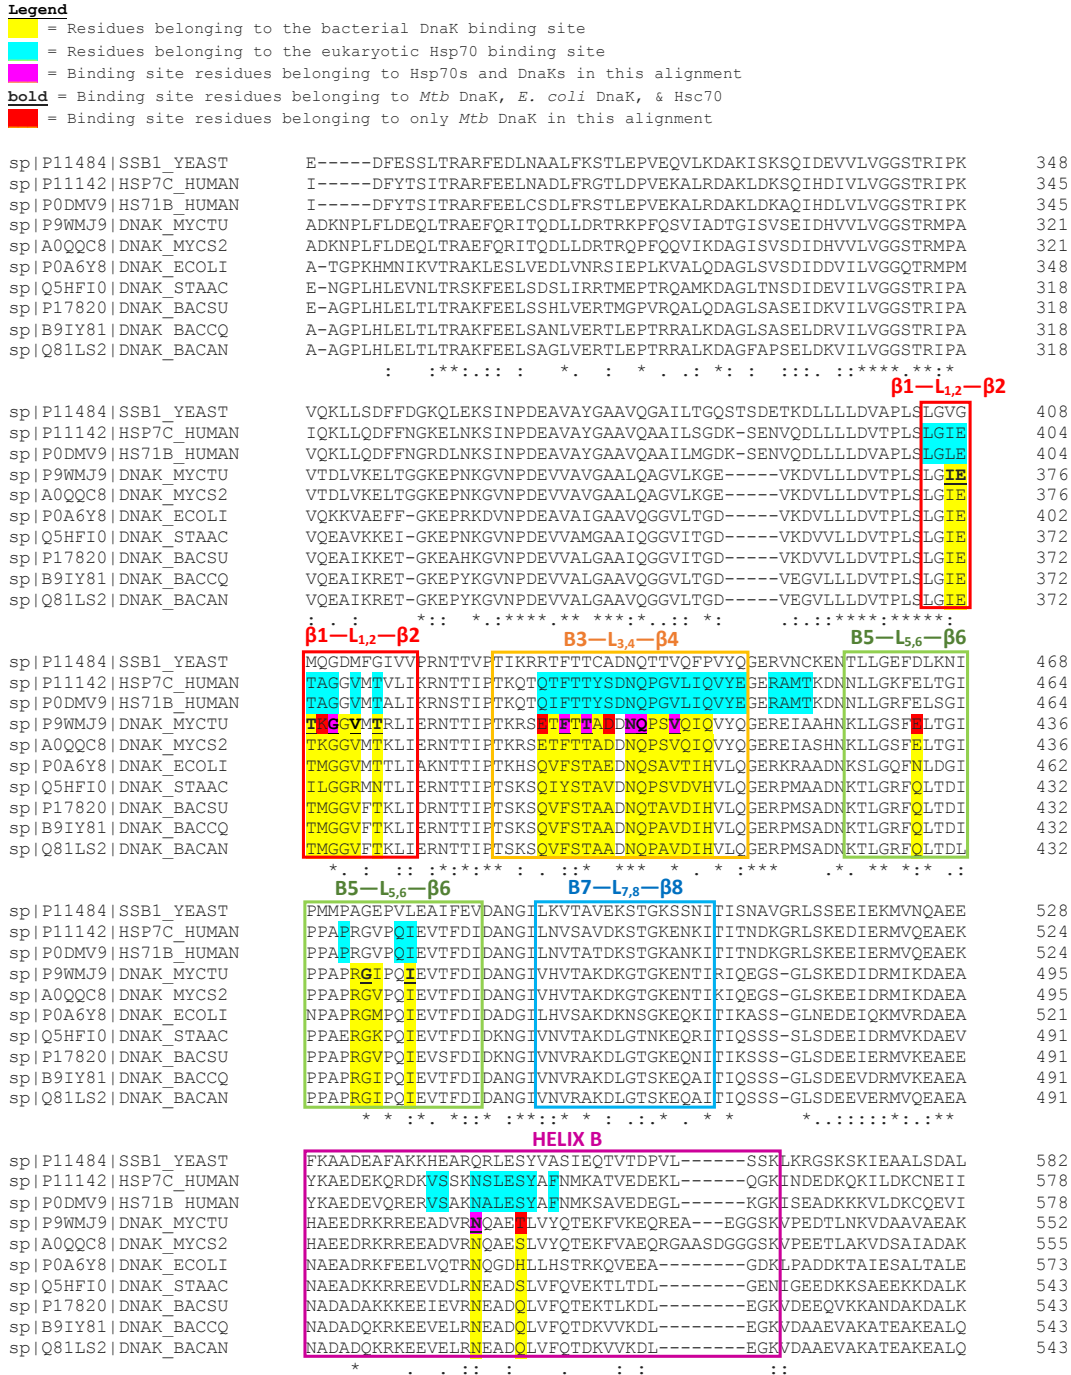 Legend
= Residues belonging to the bacterial DnaK binding site
= Residues belonging to the eukaryotic Hsp70 binding site
= Binding site residues belonging to Hsp70s and DnaKs in this alignment
bold = Binding site residues belonging to Mtb DnaK, E. coli DnaK, & Hsc70
= Binding site residues belonging to only Mtb DnaK in this alignment
sp|P11484|SSB1_YEAST E-----DFESSLTRARFEDLNAALFKSTLEPVEQVLKDAKISKSQIDEVVLVGGSTRIPK 348
sp|P11142|HSP7C_HUMAN I-----DFYTSITRARFEELNADLFRGTLDPVEKALRDAKLDKSQIHDIVLVGGSTRIPK 345
sp|P0DMV9|HS71B_HUMAN I-----DFYTSITRARFEELCSDLFRSTLEPVEKALRDAKLDKAQIHDLVLVGGSTRIPK 345
sp|P9WMJ9|DNAK_MYCTU ADKNPLFLDEQLTRAEFQRITQDLLDRTRKPFQSVIADTGISVSEIDHVVLVGGSTRMPA 321
sp|A0QQC8|DNAK_MYCS2 ADKNPLFLDEQLTRAEFQRITQDLLDRTRQPFQQVIKDAGISVSDIDHVVLVGGSTRMPA 321
sp|P0A6Y8|DNAK_ECOLI A-TGPKHMNIKVTRAKLESLVEDLVNRSIEPLKVALQDAGLSVSDIDDVILVGGQTRMPM 348
sp|Q5HFI0|DNAK_STAAC E-NGPLHLEVNLTRSKFEELSDSLIRRTMEPTRQAMKDAGLTNSDIDEVILVGGSTRIPA 318
sp|P17820|DNAK_BACSU E-AGPLHLELTLTRAKFEELSSHLVERTMGPVRQALQDAGLSASEIDKVILVGGSTRIPA 318
sp|B9IY81|DNAK_BACCQ A-AGPLHLELTLTRAKFEELSANLVERTLEPTRRALKDAGLSASELDRVILVGGSTRIPA 318
sp|Q81LS2|DNAK_BACAN A-AGPLHLELTLTRAKFEELSAGLVERTLEPTRRALKDAGFAPSELDKVILVGGSTRIPA 318
β1—L1,2—β2
sp|P11484|SSB1_YEAST VQKLLSDFFDGKQLEKSINPDEAVAYGAAVQGAILTGQSTSDETKDLLLLDVAPLSLGVG 408
sp|P11142|HSP7C_HUMAN IQKLLQDFFNGKELNKSINPDEAVAYGAAVQAAILSGDK-SENVQDLLLLDVTPLSLGIE 404
sp|P0DMV9|HS71B_HUMAN VQKLLQDFFNGRDLNKSINPDEAVAYGAAVQAAILMGDK-SENVQDLLLLDVTPLSLGLE 404
sp|P9WMJ9|DNAK_MYCTU VTDLVKELTGGKEPNKGVNPDEVVAVGAALQAGVLKGE-----VKDVLLLDVTPLSLGIE 376
sp|A0QQC8|DNAK_MYCS2 VTDLVKELTGGKEPNKGVNPDEVVAVGAALQAGVLKGE-----VKDVLLLDVTPLSLGIE 376
sp|P0A6Y8|DNAK_ECOLI VQKKVAEFF-GKEPRKDVNPDEAVAIGAAVQGGVLTGD-----VKDVLLLDVTPLSLGIE 402
sp|Q5HFI0|DNAK_STAAC VQEAVKKEI-GKEPNKGVNPDEVVAMGAAIQGGVITGD-----VKDVVLLDVTPLSLGIE 372
sp|P17820|DNAK_BACSU VQEAIKKET-GKEAHKGVNPDEVVALGAAIQGGVITGD-----VKDVVLLDVTPLSLGIE 372
sp|B9IY81|DNAK_BACCQ VQEAIKRET-GKEPYKGVNPDEVVALGAAVQGGVLTGD-----VEGVLLLDVTPLSLGIE 372
sp|Q81LS2|DNAK_BACAN VQEAIKRET-GKEPYKGVNPDEVVALGAAVQGGVLTGD-----VEGVLLLDVTPLSLGIE 372
β1—L1,2—β2 B3—L3,4—β4 B5—L5,6—β6
sp|P11484|SSB1_YEAST MQGDMFGIVVPRNTTVPTIKRRTFTTCADNQTTVQFPVYQGERVNCKENTLLGEFDLKNI 468
sp|P11142|HSP7C_HUMAN TAGGVMTVLIKRNTTIPTKQTQTFTTYSDNQPGVLIQVYEGERAMTKDNNLLGKFELTGI 464
sp|P0DMV9|HS71B_HUMAN TAGGVMTALIKRNSTIPTKQTQIFTTYSDNQPGVLIQVYEGERAMTKDNNLLGRFELSGI 464
sp|P9WMJ9|DNAK_MYCTU TKGGVMTRLIERNTTIPTKRSETFTTADDNQPSVQIQVYQGEREIAAHNKLLGSFELTGI 436
sp|A0QQC8|DNAK_MYCS2 TKGGVMTKLIERNTTIPTKRSETFTTADDNQPSVQIQVYQGEREIASHNKLLGSFELTGI 436
sp|P0A6Y8|DNAK_ECOLI TMGGVMTTLIAKNTTIPTKHSQVFSTAEDNQSAVTIHVLQGERKRAADNKSLGQFNLDGI 462
sp|Q5HFI0|DNAK_STAAC ILGGRMNTLIERNTTIPTSKSQIYSTAVDNQPSVDVHVLQGERPMAADNKTLGRFQLTDI 432
sp|P17820|DNAK_BACSU TMGGVFTKLIDRNTTIPTSKSQVFSTAADNQTAVDIHVLQGERPMSADNKTLGRFQLTDI 432
sp|B9IY81|DNAK_BACCQ TMGGVFTKLIERNTTIPTSKSQVFSTAADNQPAVDIHVLQGERPMSADNKTLGRFQLTDI 432
sp|Q81LS2|DNAK_BACAN TMGGVFTKLIERNTTIPTSKSQVFSTAADNQPAVDIHVLQGERPMSADNKTLGRFQLTDL 432
B5—L5,6—β6 B7—L7,8—β8
sp|P11484|SSB1_YEAST PMMPAGEPVLEAIFEVDANGILKVTAVEKSTGKSSNITISNAVGRLSSEEIEKMVNQAEE 528
sp|P11142|HSP7C_HUMAN PPAPRGVPQIEVTFDIDANGILNVSAVDKSTGKENKITITNDKGRLSKEDIERMVQEAEK 524
sp|P0DMV9|HS71B_HUMAN PPAPRGVPQIEVTFDIDANGILNVTATDKSTGKANKITITNDKGRLSKEEIERMVQEAEK 524
sp|P9WMJ9|DNAK_MYCTU PPAPRGIPQIEVTFDIDANGIVHVTAKDKGTGKENTIRIQEGS-GLSKEDIDRMIKDAEA 495
sp|A0QQC8|DNAK_MYCS2 PPAPRGVPQIEVTFDIDANGIVHVTAKDKGTGKENTIKIQEGS-GLSKEEIDRMIKDAEA 495
sp|P0A6Y8|DNAK_ECOLI NPAPRGMPQIEVTFDIDADGILHVSAKDKNSGKEQKITIKASS-GLNEDEIQKMVRDAEA 521
sp|Q5HFI0|DNAK_STAAC PPAERGKPQIEVTFDIDKNGIVNVTAKDLGTNKEQRITIQSSS-SLSDEEIDRMVKDAEV 491
sp|P17820|DNAK_BACSU PPAPRGVPQIEVSFDIDKNGIVNVRAKDLGTGKEQNITIKSSS-GLSDEEIERMVKEAEE 491
sp|B9IY81|DNAK_BACCQ PPAPRGIPQIEVTFDIDANGIVNVRAKDLGTSKEQAITIQSSS-GLSDEEVDRMVKEAEA 491
sp|Q81LS2|DNAK_BACAN PPAPRGIPQIEVTFDIDANGIVNVRAKDLGTSKEQAITIQSSS-GLSDEEVERMVQEAEA 491
HELIX B
sp|P11484|SSB1_YEAST FKAADEAFAKKHEARQRLESYVASIEQTVTDPVL------SSKLKRGSKSKIEAALSDAL 582
sp|P11142|HSP7C_HUMAN YKAEDEKQRDKVSSKNSLESYAFNMKATVEDEKL------QGKINDEDKQKILDKCNEII 578
sp|P0DMV9|HS71B_HUMAN YKAEDEVQRERVSAKNALESYAFNMKSAVEDEGL------KGKISEADKKKVLDKCQEVI 578
sp|P9WMJ9|DNAK_MYCTU HAEEDRKRREEADVRNQAETLVYQTEKFVKEQREA---EGGSKVPEDTLNKVDAAVAEAK 552
sp|A0QQC8|DNAK_MYCS2 HAEEDRKRREEADVRNQAESLVYQTEKFVAEQRGAASDGGGSKVPEETLAKVDSAIADAK 555
sp|P0A6Y8|DNAK_ECOLI NAEADRKFEELVQTRNQGDHLLHSTRKQVEEA--------GDKLPADDKTAIESALTALE 573
sp|Q5HFI0|DNAK_STAAC NAEADKKRREEVDLRNEADSLVFQVEKTLTDL--------GENIGEEDKKSAEEKKDALK 543
sp|P17820|DNAK_BACSU NADADAKKKEEIEVRNEADQLVFQTEKTLKDL--------EGKVDEEQVKKANDAKDALK 543
sp|B9IY81|DNAK_BACCQ NADADQKRKEEVELRNEADQLVFQTDKVVKDL--------EGKVDAAEVAKATEAKEALQ 543
sp|Q81LS2|DNAK_BACAN NADADQKRKEEVELRNEADQLVFQTDKVVKDL--------EGKVDAAEVAKATEAKEALQ 543